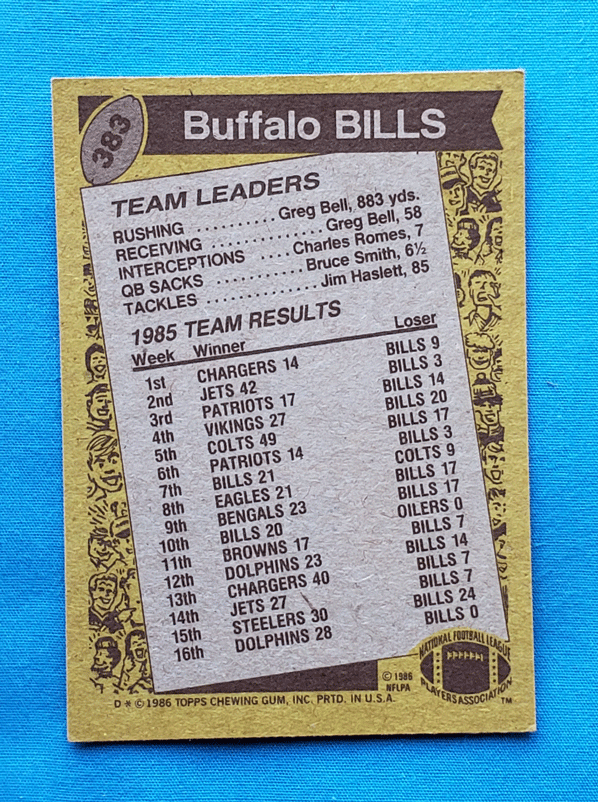 383
Buffalo BILLS
TEAM LEADERS
RUSHING .......... Greg Bell, 883 yds.
RECEIVING .............. Greg Bell, 58
INTERCEPTIONS .... Charles Romes, 7
QB SACKS ........... Bruce Smith, 6½
TACKLES .............. Jim Haslett, 85
1985 TEAM RESULTS
Week Winner Loser
1st CHARGERS 14 BILLS 9
2nd JETS 42 BILLS 3
3rd PATRIOTS 17 BILLS 14
4th VIKINGS 27 BILLS 20
5th COLTS 49 BILLS 17
6th PATRIOTS 14 BILLS 3
7th BILLS 21 COLTS 9
8th EAGLES 21 BILLS 17
9th BENGALS 23 BILLS 17
10th BILLS 20 OILERS 0
11th BROWNS 17 BILLS 7
12th DOLPHINS 23 BILLS 14
13th CHARGERS 40 BILLS 7
14th JETS 27 BILLS 7
15th STEELERS 30 BILLS 24
16th DOLPHINS 28 BILLS 0
© 1986
NFLPA
NATIONAL FOOTBALL LEAGUE
PLAYERS ASSOCIATION
TM
D * © 1986 TOPPS CHEWING GUM, INC. PRTD. IN U.S.A.